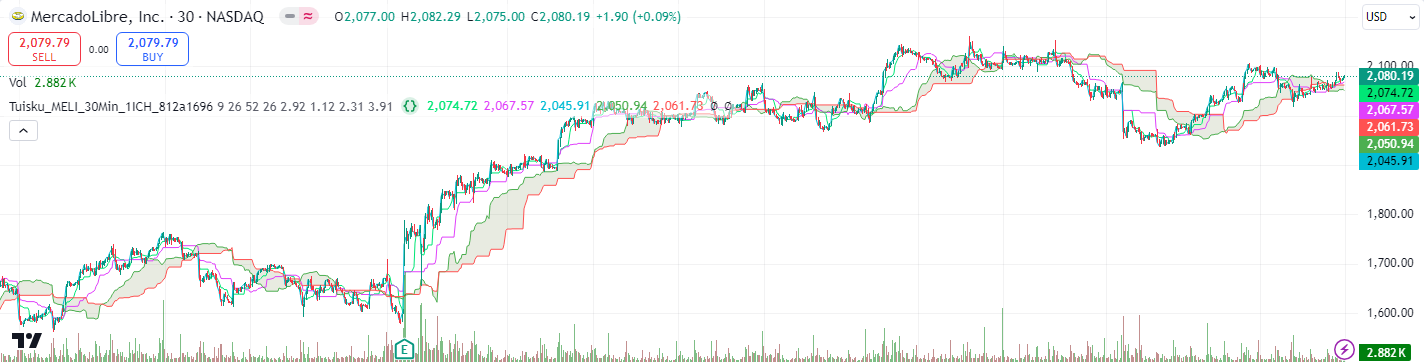 MercadoLibre, Inc. · 30 · NASDAQ O2,077.00 H2,082.29 L2,075.00 C2,080.19 +1.90 (+0.09%)
USD
2,079.79 SELL
0.00
2,079.79 BUY
Vol 2.882 K
Tuisku_MELI_30Min_1ICH_812a1696 9 26 52 26 2.92 1.12 2.31 3.91 2,074.72 2,067.57 2,045.91 2,050.94 2,061.73 Ø Ø
2,100.00
2,080.19
2,074.72
2,067.57
2,061.73
2,050.94
2,045.91
1,800.00
1,700.00
1,600.00
E
2.882 K